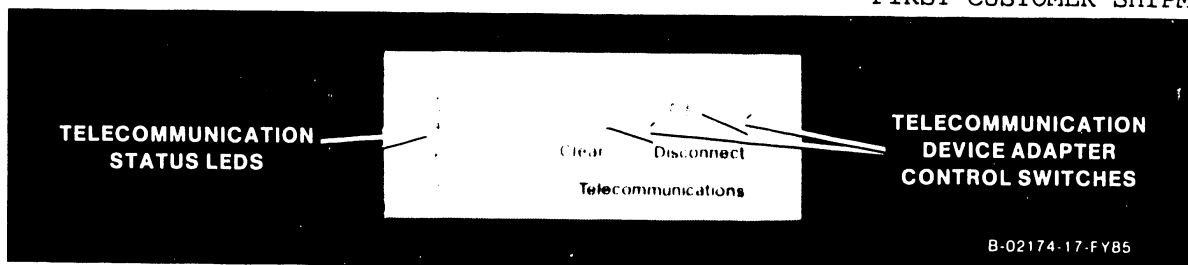 FIRST CUSTOMER SHIPM
TELECOMMUNICATION
STATUS LEDS
Clear Disconnect
Telecommunications
TELECOMMUNICATION
DEVICE ADAPTER
CONTROL SWITCHES
B-02174-17-FY85